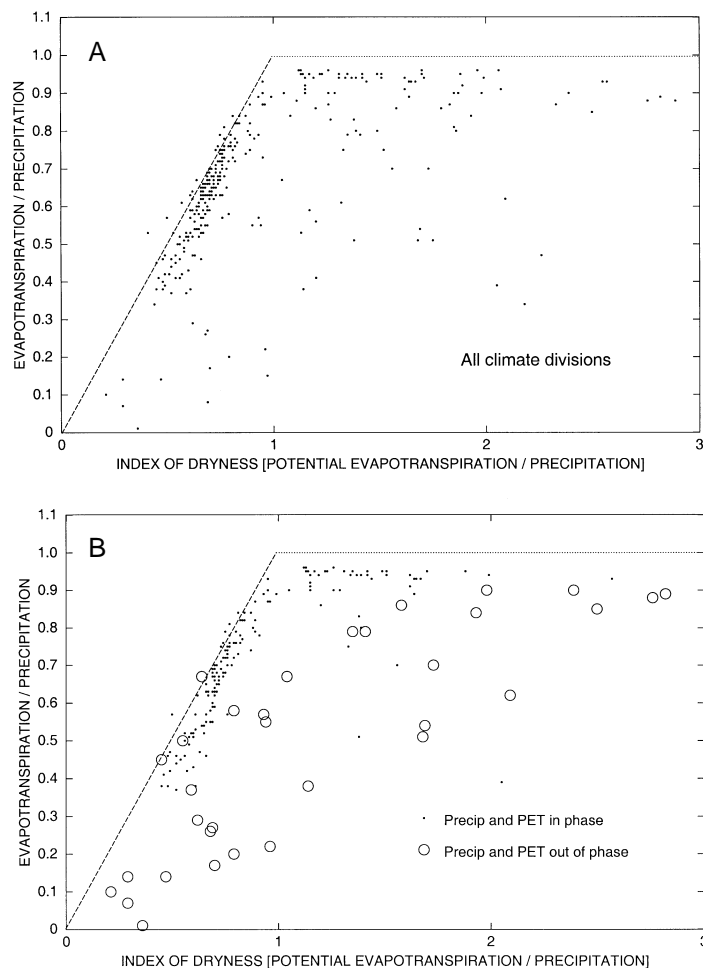 A
1.1
1.0
0.9
0.8
0.7
0.6
0.5
0.4
0.3
0.2
0.1
0
EVAPOTRANSPIRATION / PRECIPITATION
All climate divisions
0 1 2 3
INDEX OF DRYNESS [POTENTIAL EVAPOTRANSPIRATION / PRECIPITATION]
B
1.1
1.0
0.9
0.8
0.7
0.6
0.5
0.4
0.3
0.2
0.1
0
EVAPOTRANSPIRATION / PRECIPITATION
Precip and PET in phase
Precip and PET out of phase
0 1 2 3
INDEX OF DRYNESS [POTENTIAL EVAPOTRANSPIRATION / PRECIPITATION]